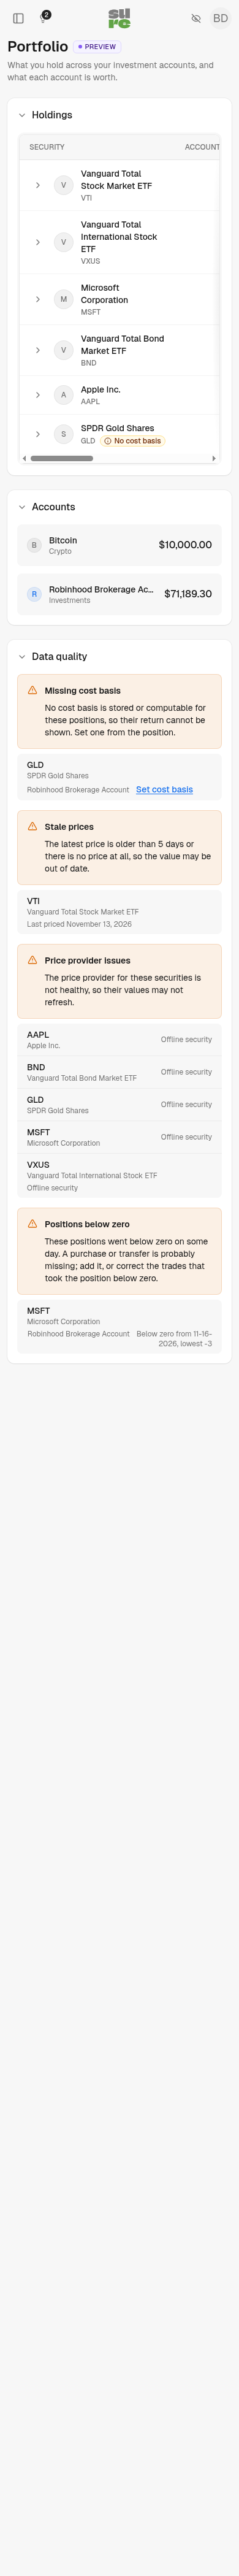 2
sure
BD
Portfolio PREVIEW
What you hold across your investment accounts, and
what each account is worth.
Holdings
SECURITY ACCOUNT
V
Vanguard Total
Stock Market ETF
VTI
V
Vanguard Total
International Stock
ETF
VXUS
M
Microsoft
Corporation
MSFT
V
Vanguard Total Bond
Market ETF
BND
A
Apple Inc.
AAPL
S
SPDR Gold Shares
GLD No cost basis
Accounts
B
Bitcoin
Crypto
$10,000.00
R
Robinhood Brokerage Ac...
Investments
$71,189.30
Data quality
Missing cost basis
No cost basis is stored or computable for
these positions, so their return cannot be
shown. Set one from the position.
GLD
SPDR Gold Shares
Robinhood Brokerage Account Set cost basis
Stale prices
The latest price is older than 5 days or
there is no price at all, so the value may be
out of date.
VTI
Vanguard Total Stock Market ETF
Last priced November 13, 2026
Price provider issues
The price provider for these securities is
not healthy, so their values may not
refresh.
AAPL
Apple Inc.
Offline security
BND
Vanguard Total Bond Market ETF
Offline security
GLD
SPDR Gold Shares
Offline security
MSFT
Microsoft Corporation
Offline security
VXUS
Vanguard Total International Stock ETF
Offline security
Positions below zero
These positions went below zero on some
day. A purchase or transfer is probably
missing; add it, or correct the trades that
took the position below zero.
MSFT
Microsoft Corporation
Robinhood Brokerage Account Below zero from 11-16-
2026, lowest -3